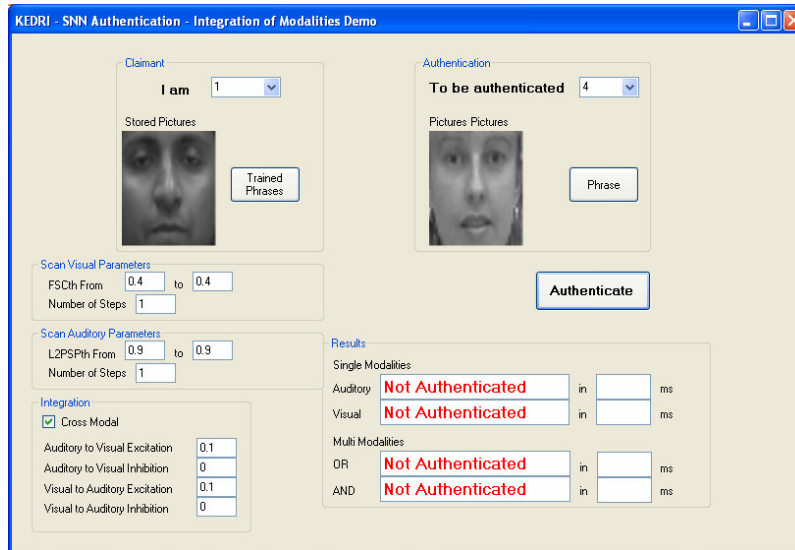 KEDRI - SNN Authentication - Integration of Modalities Demo
Claimant
I am 1
Stored Pictures
Trained
Phrases
Authentication
To be authenticated 4
Pictures Pictures
Phrase
Scan Visual Parameters
FSCth From 0.4 to 0.4
Number of Steps 1
Authenticate
Scan Auditory Parameters
L2PSPth From 0.9 to 0.9
Number of Steps 1
Integration
Cross Modal
Auditory to Visual Excitation 0.1
Auditory to Visual Inhibition 0
Visual to Auditory Excitation 0.1
Visual to Auditory Inhibition 0
Results
Single Modalities
Auditory Not Authenticated in ms
Visual Not Authenticated in ms
Multi Modalities
OR Not Authenticated in ms
AND Not Authenticated in ms